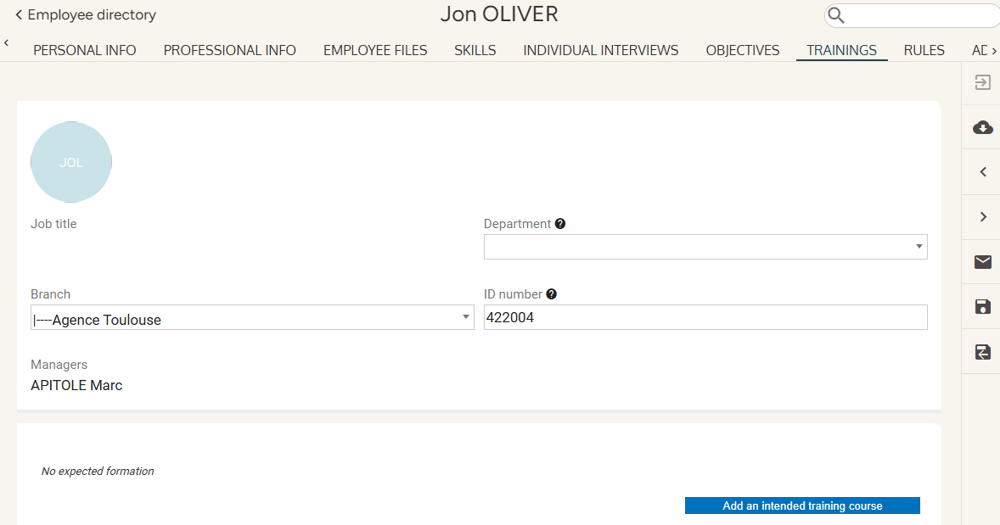 Employee directory
Jon OLIVER
PERSONAL INFO PROFESSIONAL INFO EMPLOYEE FILES SKILLS INDIVIDUAL INTERVIEWS OBJECTIVES TRAININGS RULES AD
JOL
Job title
Department
Branch
ID number
|----Agence Toulouse
422004
Managers
APITOLE Marc
No expected formation
Add an intended training course